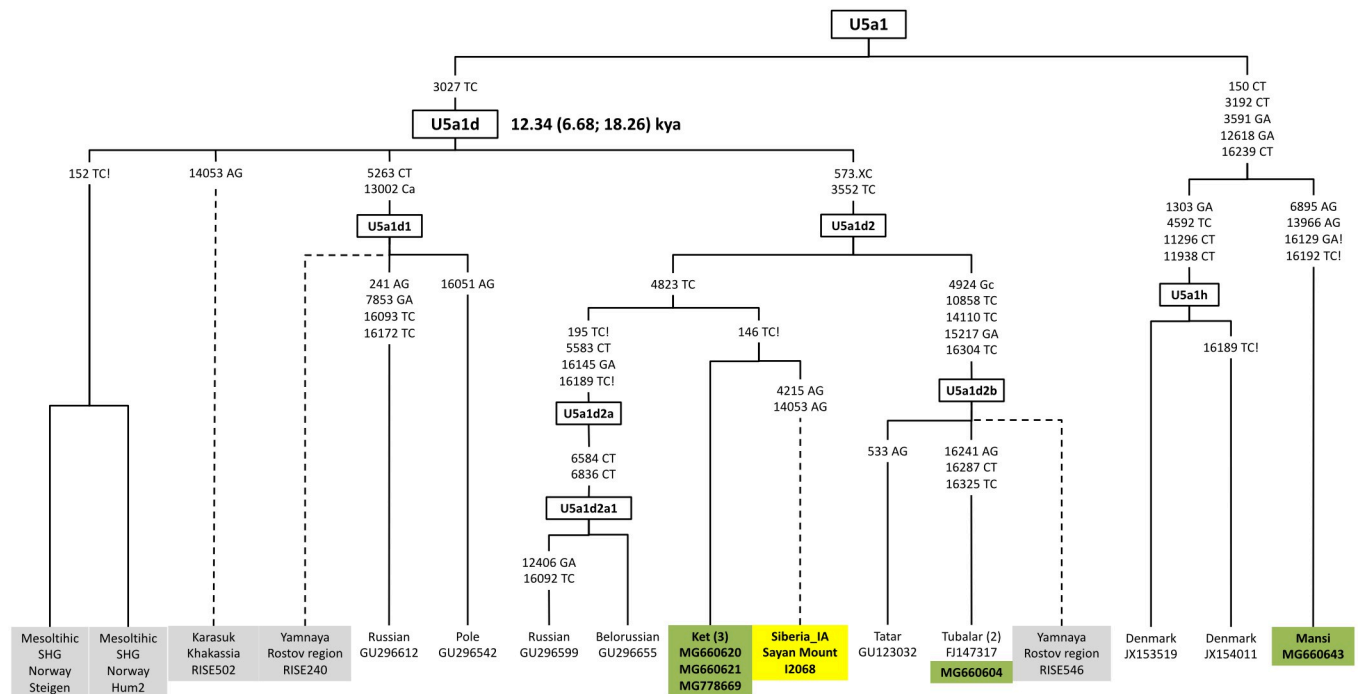 U5a1
3027 TC
U5a1d
12.34 (6.68; 18.26) kya
150 CT
3192 CT
3591 GA
12618 GA
16239 CT
152 TC!
14053 AG
5263 CT
13002 Ca
U5a1d1
573.XC
3552 TC
U5a1d2
1303 GA
4592 TC
11296 CT
11938 CT
U5a1h
6895 AG
13966 AG
16129 GA!
16192 TC!
241 AG
7853 GA
16093 TC
16172 TC
16051 AG
4823 TC
4924 Gc
10858 TC
14110 TC
15217 GA
16304 TC
U5a1d2b
195 TC!
5583 CT
16145 GA
16189 TC!
U5a1d2a
146 TC!
4215 AG
14053 AG
16189 TC!
6584 CT
6836 CT
U5a1d2a1
533 AG
16241 AG
16287 CT
16325 TC
12406 GA
16092 TC
Mesoltihic
SHG
Norway
Steigen
Mesoltihic
SHG
Norway
Hum2
Karasuk
Khakassia
RISE502
Yamnaya
Rostov region
RISE240
Russian
GU296612
Pole
GU296542
Russian
GU296599
Belorussian
GU296655
Ket (3)
MG660620
MG660621
MG778669
Siberia_IA
Sayan Mount
I2068
Tatar
GU123032
Tubalar (2)
FJ147317
MG660604
Yamnaya
Rostov region
RISE546
Denmark
JX153519
Denmark
JX154011
Mansi
MG660643